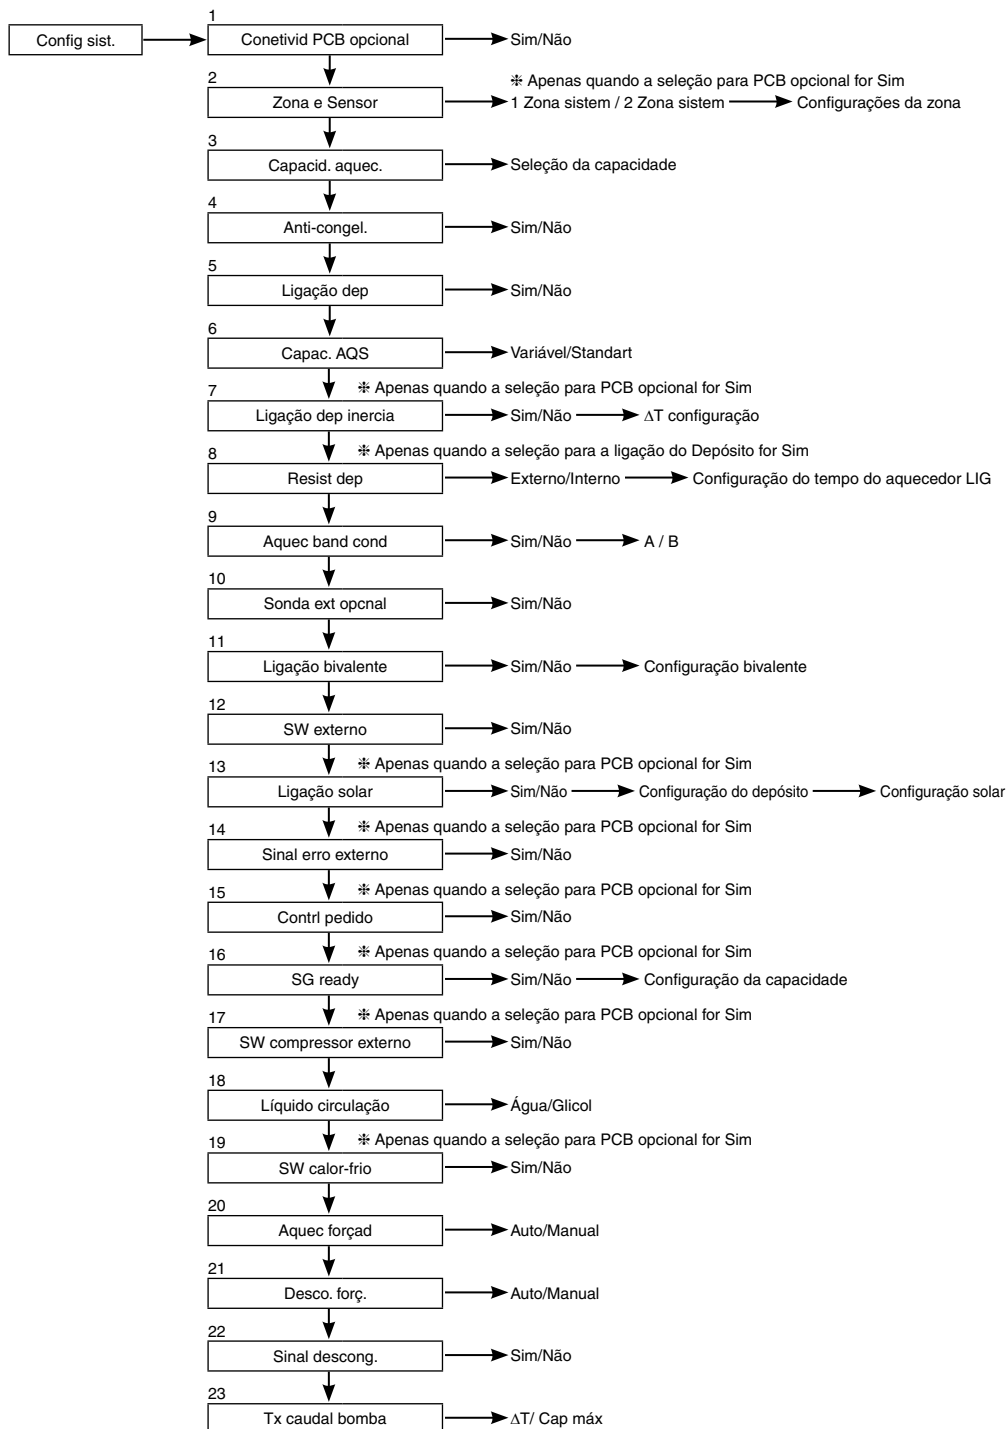 1
Config sist. Conetivid PCB opcional Sim/Não
2 ❈ Apenas quando a seleção para PCB opcional for Sim
Zona e Sensor 1 Zona sistem / 2 Zona sistem Configurações da zona
3
Capacid. aquec. Seleção da capacidade
4
Anti-congel. Sim/Não
5
Ligação dep Sim/Não
6
Capac. AQS Variável/Standart
7 ❈ Apenas quando a seleção para PCB opcional for Sim
Ligação dep inercia Sim/Não ΔT configuração
8 ❈ Apenas quando a seleção para a ligação do Depósito for Sim
Resist dep Externo/Interno Configuração do tempo do aquecedor LIG
9
Aquec band cond Sim/Não A / B
10
Sonda ext opcnal Sim/Não
11
Ligação bivalente Sim/Não Configuração bivalente
12
SW externo Sim/Não
13 ❈ Apenas quando a seleção para PCB opcional for Sim
Ligação solar Sim/Não Configuração do depósito Configuração solar
14 ❈ Apenas quando a seleção para PCB opcional for Sim
Sinal erro externo Sim/Não
15 ❈ Apenas quando a seleção para PCB opcional for Sim
Contrl pedido Sim/Não
16 ❈ Apenas quando a seleção para PCB opcional for Sim
SG ready Sim/Não Configuração da capacidade
17 ❈ Apenas quando a seleção para PCB opcional for Sim
SW compressor externo Sim/Não
18
Líquido circulação Água/Glicol
19 ❈ Apenas quando a seleção para PCB opcional for Sim
SW calor-frio Sim/Não
20
Aquec forçad Auto/Manual
21
Desco. forç. Auto/Manual
22
Sinal descong. Sim/Não
23
Tx caudal bomba ΔT/ Cap máx